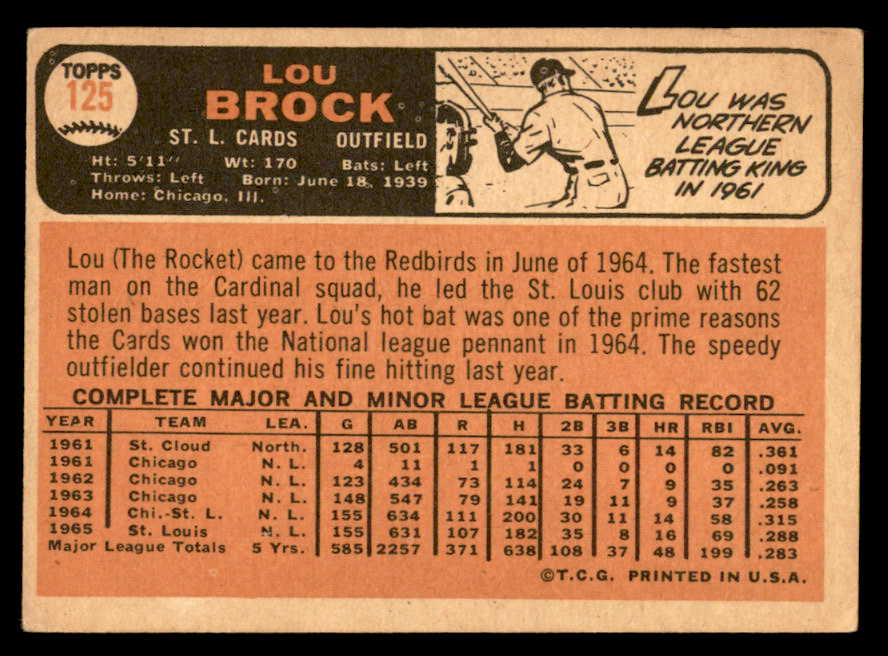 TOPPS
125
LOU
BROCK
ST. L. CARDS OUTFIELD
Ht: 5'11" Wt: 170 Bats: Left
Throws: Left Born: June 18, 1939
Home: Chicago, Ill.
LOU WAS
NORTHERN
LEAGUE
BATTING KING
IN 1961
Lou (The Rocket) came to the Redbirds in June of 1964. The fastest
man on the Cardinal squad, he led the St. Louis club with 62
stolen bases last year. Lou's hot bat was one of the prime reasons
the Cards won the National league pennant in 1964. The speedy
outfielder continued his fine hitting last year.
COMPLETE MAJOR AND MINOR LEAGUE BATTING RECORD
YEAR TEAM LEA. G AB R H 2B 3B HR RBI AVG.
1961 St. Cloud North. 128 501 117 181 33 6 14 82 .361
1961 Chicago N. L. 4 11 1 1 0 0 0 0 .091
1962 Chicago N. L. 123 434 73 114 24 7 9 35 .263
1963 Chicago N. L. 148 547 79 141 19 11 9 37 .258
1964 Chi.-St. L. N. L. 155 634 111 200 30 11 14 58 .315
1965 St. Louis N. L. 155 631 107 182 35 8 16 69 .288
Major League Totals 5 Yrs. 585 2257 371 638 108 37 48 199 .283
©T.C.G. PRINTED IN U.S.A.